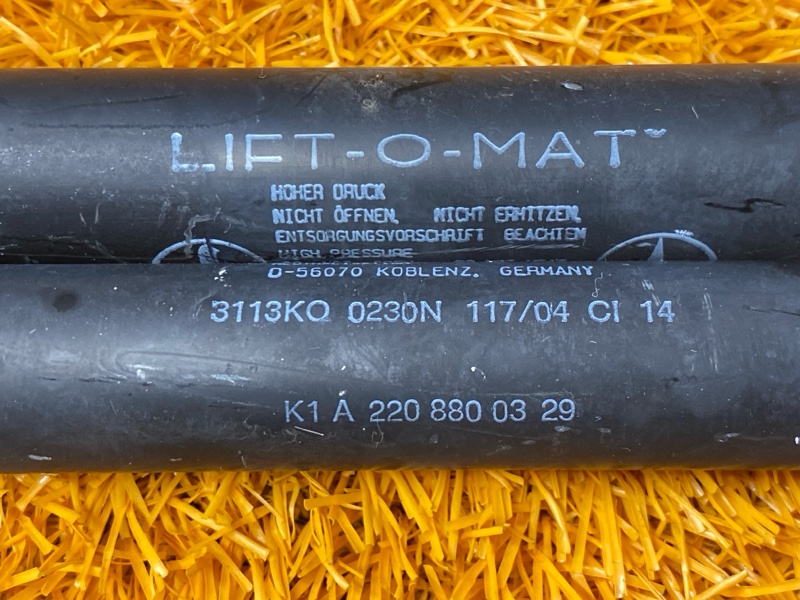 LIFT-O-MAT
HOHER DRUCK
NICHT ÖFFNEN, NICHT ERHITZEN,
ENTSORGUNGSVORSCHRIFT BEACHTEN
HIGH PRESSURE
D-56070 KOBLENZ, GERMANY
3113KO 0230N 117/04 CI 14
K1 A 220 880 03 29